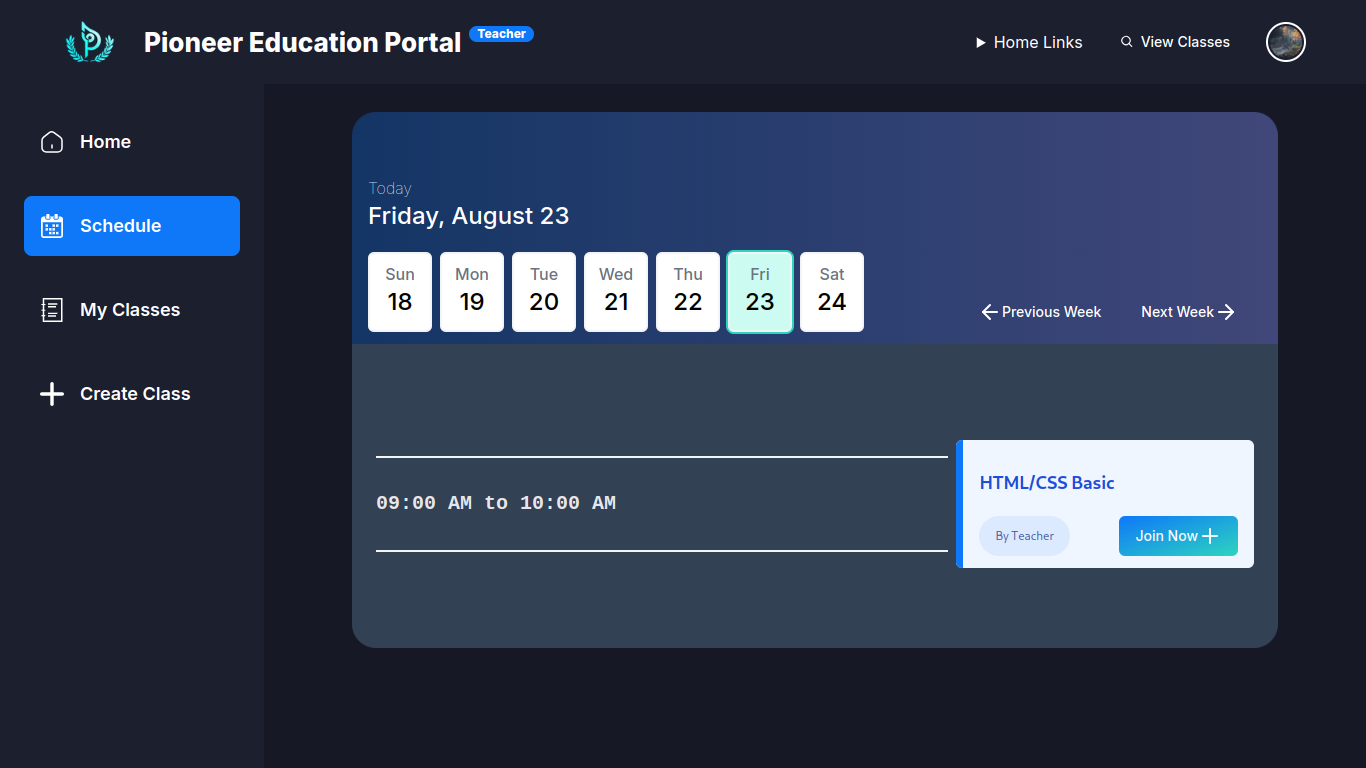 Pioneer Education Portal Teacher
Home Links
View Classes
Home
Schedule
My Classes
Create Class
Today
Friday, August 23
Sun Mon Tue Wed Thu Fri Sat
18 19 20 21 22 23 24
Previous Week Next Week
09:00 AM to 10:00 AM
HTML/CSS Basic
By Teacher
Join Now